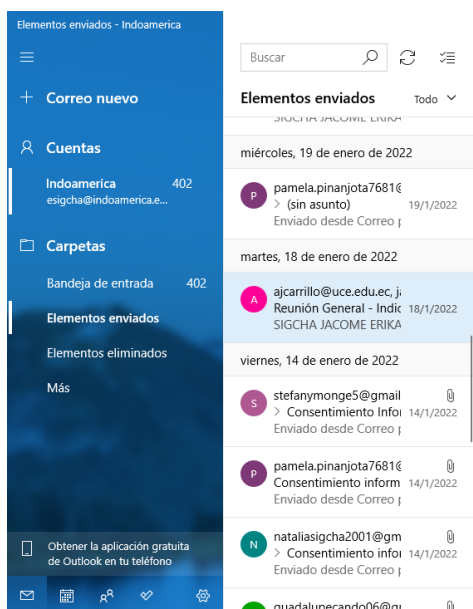 Elementos enviados - Indoamerica
Correo nuevo
Cuentas
Indoamerica 402
esigcha@indoamerica.e...
Carpetas
Bandeja de entrada 402
Elementos enviados
Elementos eliminados
Más
Obtener la aplicación gratuita
de Outlook en tu teléfono
Buscar
Elementos enviados Todo
SIGCHA JACOME ERIKA
miércoles, 19 de enero de 2022
P
pamela.pinanjota7681@
> (sin asunto) 19/1/2022
Enviado desde Correo p
martes, 18 de enero de 2022
A
ajcarrillo@uce.edu.ec, ja
Reunión General - Indic 18/1/2022
SIGCHA JACOME ERIKA
viernes, 14 de enero de 2022
S
stefanymonge5@gmail
> Consentimiento Infor 14/1/2022
Enviado desde Correo p
P
pamela.pinanjota7681@
Consentimiento inform 14/1/2022
Enviado desde Correo p
N
nataliasigcha2001@gm
> Consentimiento infor 14/1/2022
Enviado desde Correo p
guadalupecando06@gr